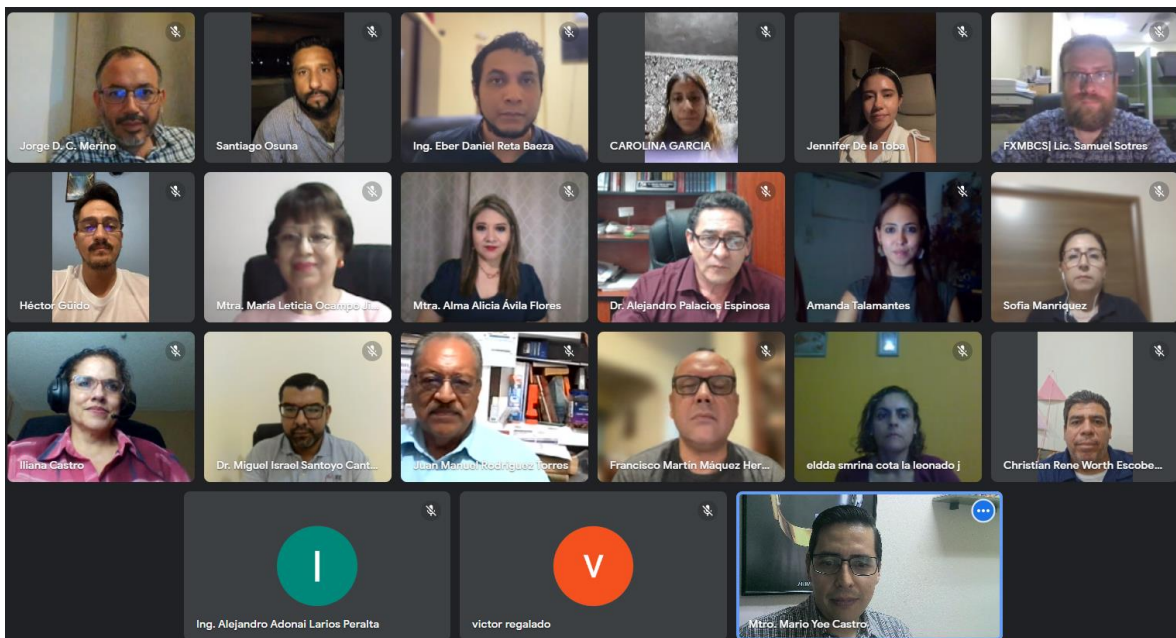 Jorge D. C. Merino
Santiago Osuna
Ing. Eber Daniel Reta Baeza
CAROLINA GARCIA
Jennifer De la Toba
FXMBCS| Lic. Samuel Sotres
Héctor Güido
Mtra. María Leticia Ocampo Ji...
Mtra. Alma Alicia Ávila Flores
Dr. Alejandro Palacios Espinosa
Amanda Talamantes
Sofia Manriquez
Iliana Castro
Dr. Miguel Israel Santoyo Cant...
Juan Manuel Rodríguez Torres
Francisco Martín Máquez Her...
eldda smrina cota la leonado j
Christian Rene Worth Escobe...
I
V
Ing. Alejandro Adonai Larios Peralta
victor regalado
Mtro. Mario Yee Castro